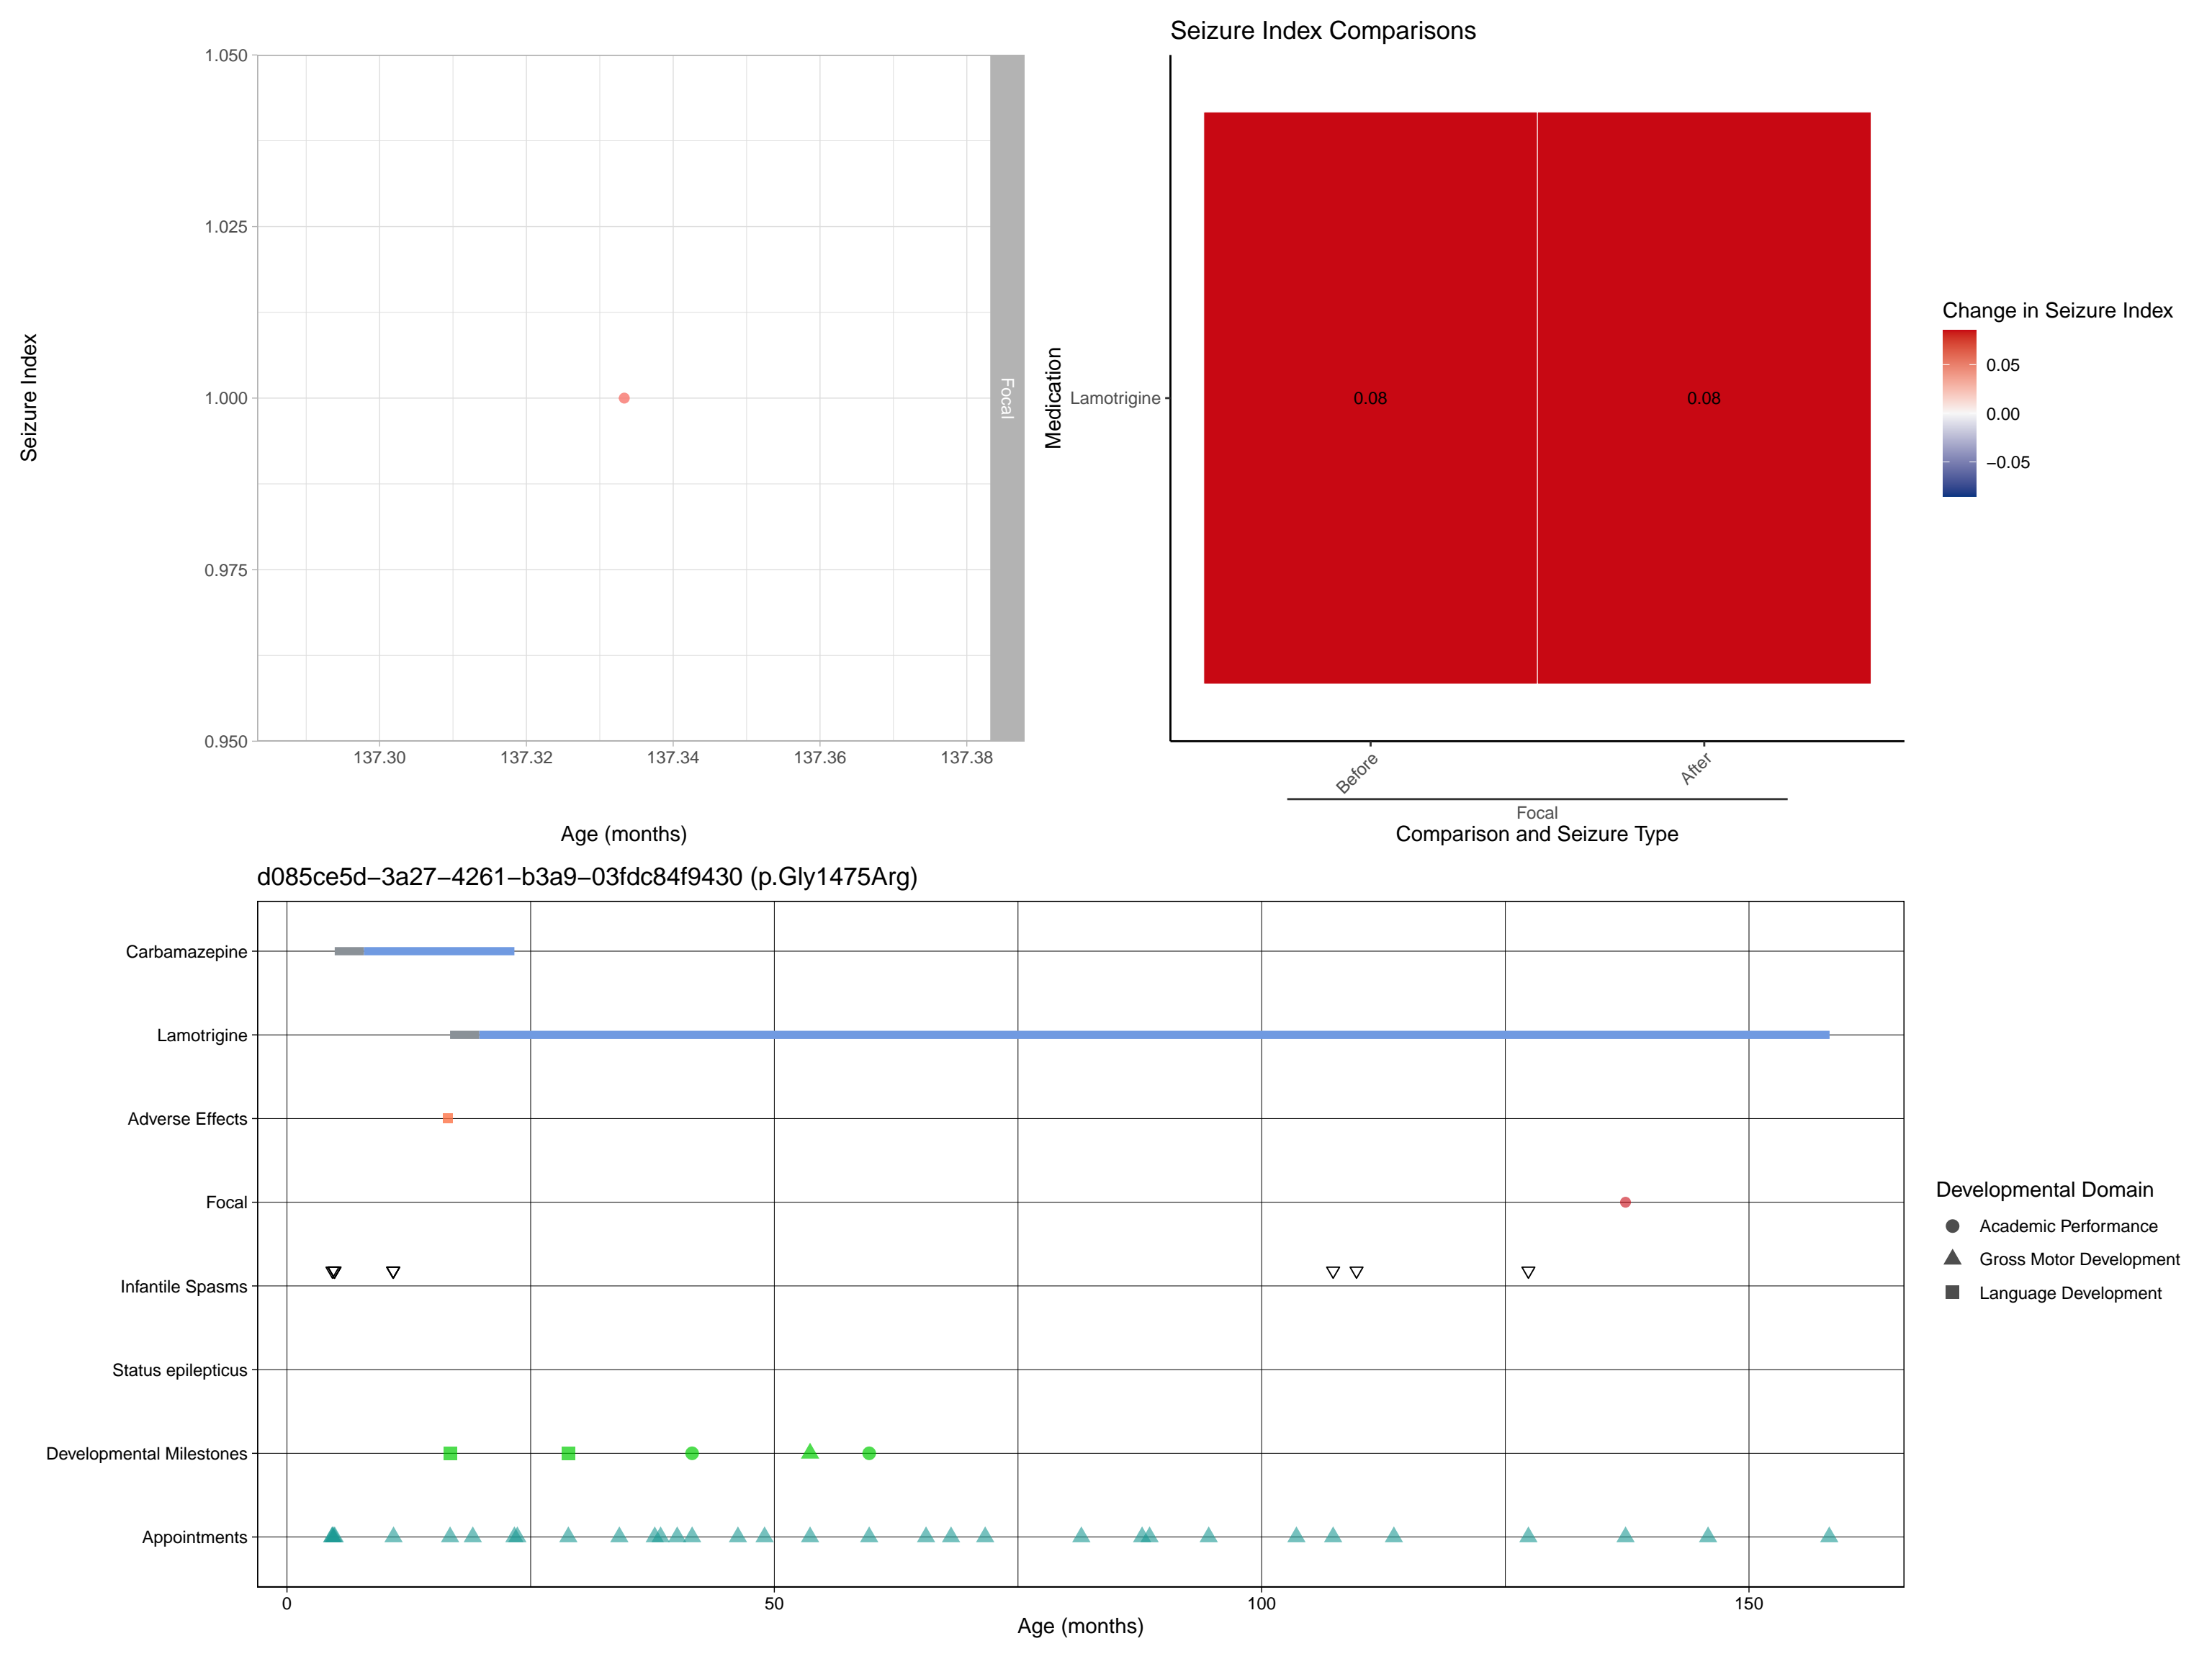 Seizure Index
1.050
1.025
1.000
0.975
0.950
137.30 137.32 137.34 137.36 137.38
Age (months)
Focal
Seizure Index Comparisons
Medication
Lamotrigine
0.08 0.08
Before After
Focal
Comparison and Seizure Type
Change in Seizure Index
0.05
0.00
−0.05
d085ce5d−3a27−4261−b3a9−03fdc84f9430 (p.Gly1475Arg)
Carbamazepine
Lamotrigine
Adverse Effects
Focal
Infantile Spasms
Status epilepticus
Developmental Milestones
Appointments
0 50 100 150
Age (months)
Developmental Domain
Academic Performance
Gross Motor Development
Language Development